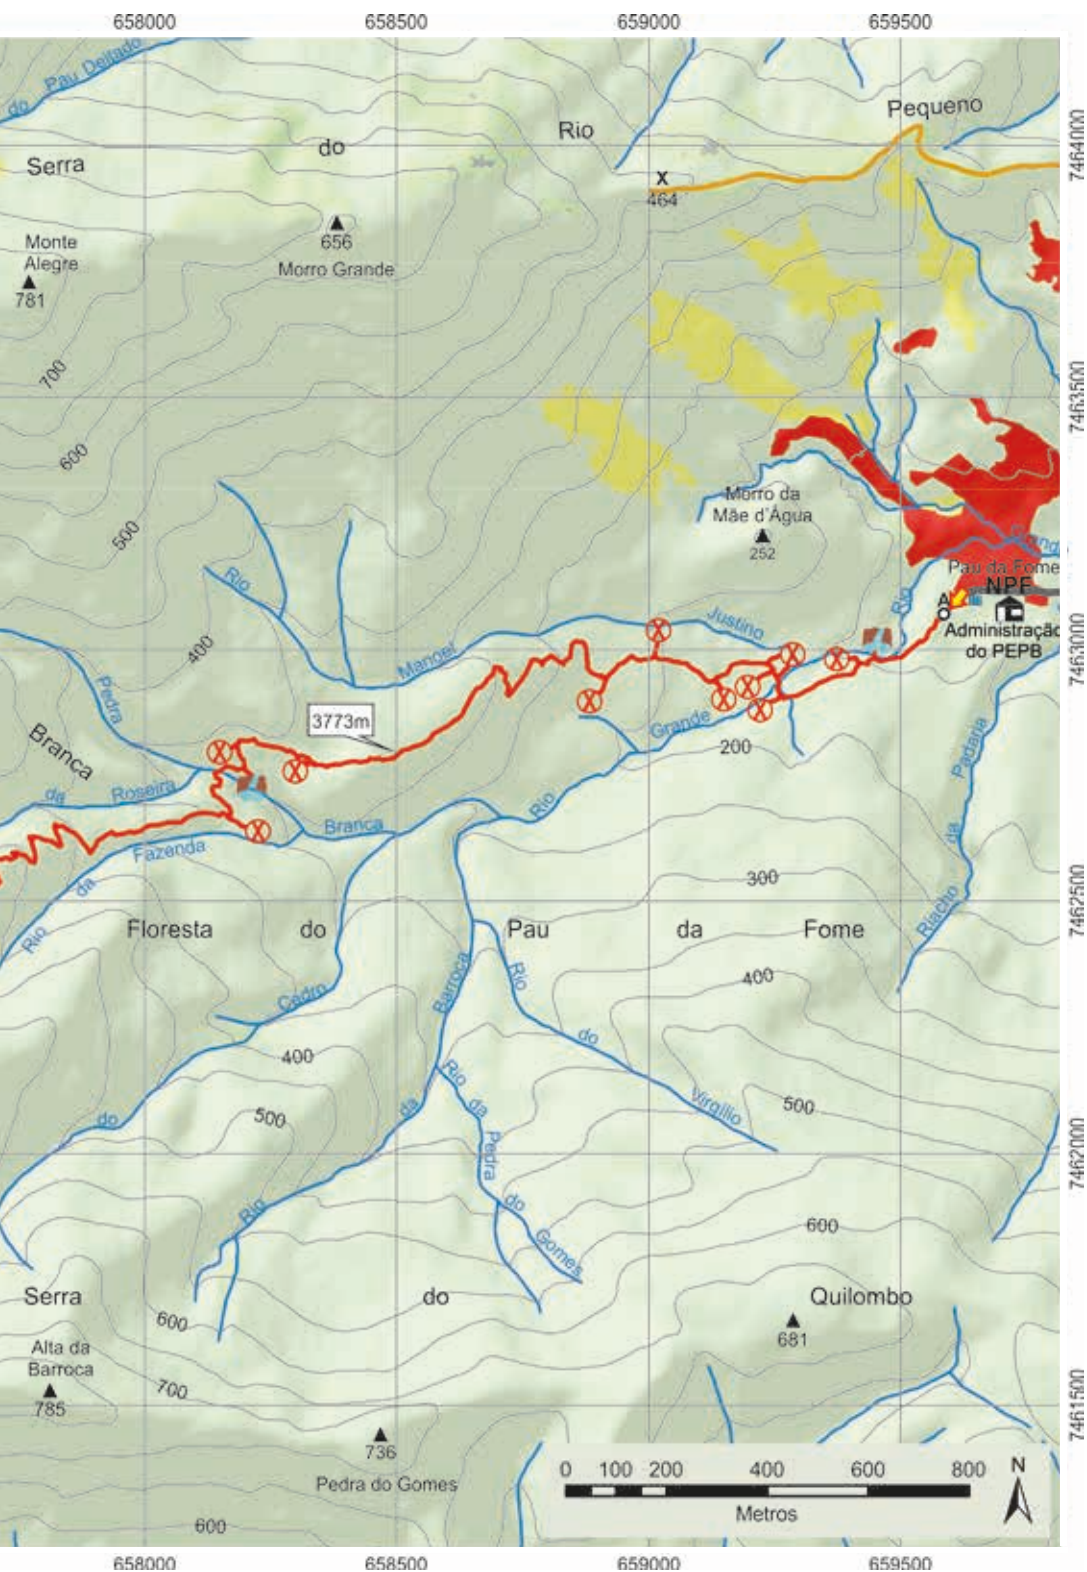 658000 658500 659000 659500
do Pau Deitado
Pequeno
Rio
do
Serra
7464000
X
464
Monte
Alegre
781
656
Morro Grande
700
7463500
600
Morro da
Mãe d'Água
252
500
Grande
Pau da Fome
NPF
A
Administração
do PEPB
Rio
Rio
Justino
7463000
400
Manoel
Pedra
3773m
Grande
200
Branca
Padaria
da
Roseira
Rio
Branca
da
Fazenda
300
da
Riacho
7462500
Rio
Floresta do Pau da Fome
Barroca
Rio
400
Cadro
do
400
Rio
da
500
Virgílio
500
da
do
Pedra
7462000
Rio
do
600
Gomes
Serra do Quilombo
600
681
Alta da
Barroca
785
700
7461500
736
Pedra do Gomes
0 100 200 400 600 800
Metros
N
600
658000 658500 659000 659500